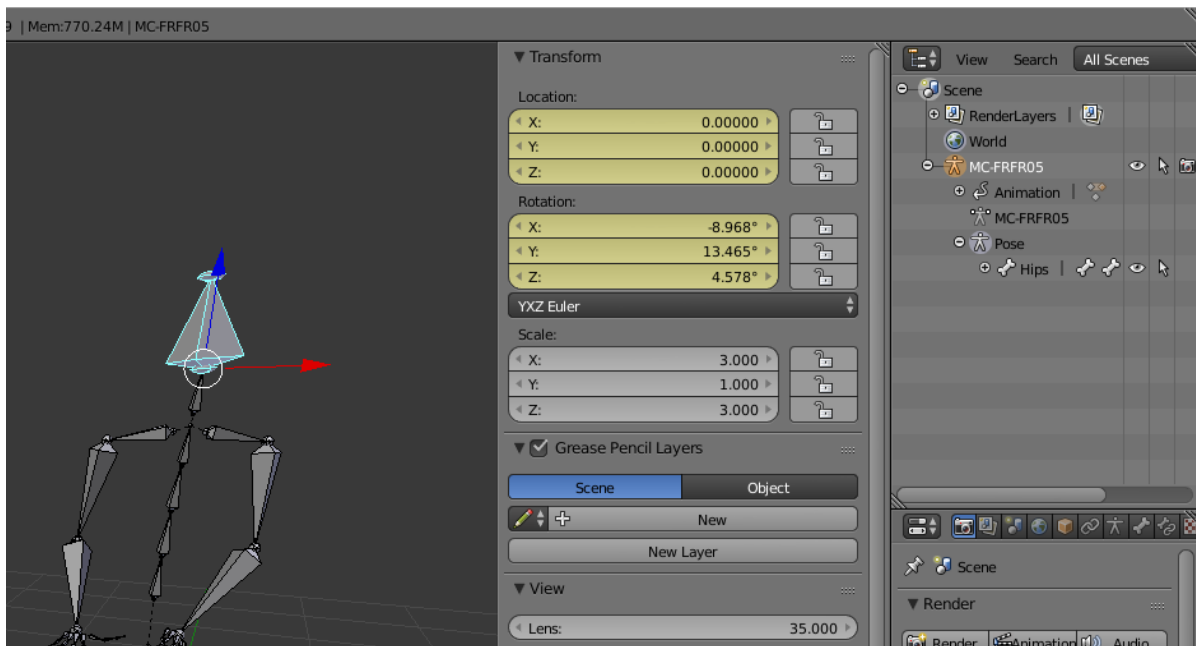 9 | Mem:770.24M | MC-FRFR05
Transform
Location:
X: 0.00000
Y: 0.00000
Z: 0.00000
Rotation:
X: -8.968°
Y: 13.465°
Z: 4.578°
YXZ Euler
Scale:
X: 3.000
Y: 1.000
Z: 3.000
Grease Pencil Layers
Scene Object
New
New Layer
View
Lens: 35.000
View Search All Scenes
Scene
RenderLayers |
World
MC-FRFR05
Animation |
MC-FRFR05
Pose
Hips |
Scene
Render
Render Animation Audio